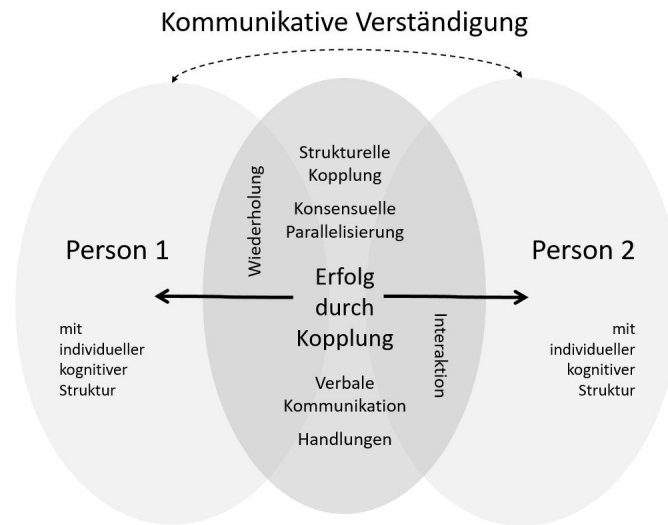 Kommunikative Verständigung
Person 1
mit
individueller
kognitiver
Struktur
Wiederholung
Strukturelle
Kopplung
Konsensuelle
Parallelisierung
Erfolg
durch
Kopplung
Verbale
Kommunikation
Handlungen
Interaktion
Person 2
mit
individueller
kognitiver
Struktur